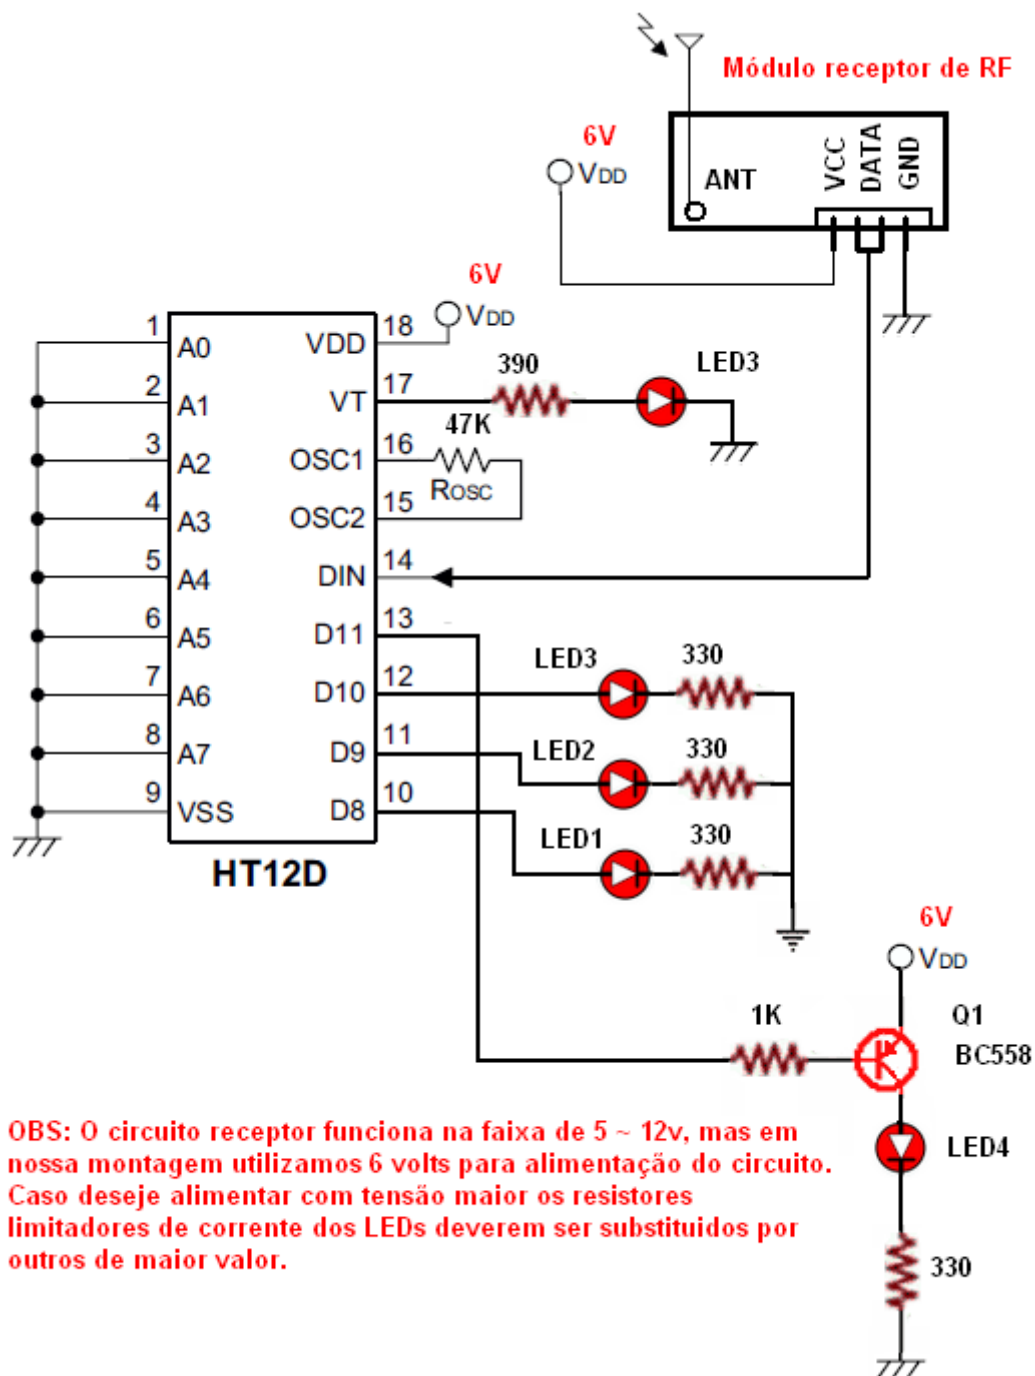 Módulo receptor de RF
6V
VDD
ANT
VCC
DATA
GND
6V
VDD
1
A0
VDD
18
2
A1
VT
17
390
LED3
3
A2
OSC1
16
47K
ROSC
4
A3
OSC2
15
5
A4
DIN
14
6
A5
D11
13
7
A6
D10
12
LED3
330
8
A7
D9
11
LED2
330
9
VSS
D8
10
LED1
330
HT12D
6V
VDD
1K
Q1
BC558
LED4
330
OBS: O circuito receptor funciona na faixa de 5 ~ 12v, mas em
nossa montagem utilizamos 6 volts para alimentação do circuito.
Caso deseje alimentar com tensão maior os resistores
limitadores de corrente dos LEDs deverem ser substituidos por
outros de maior valor.